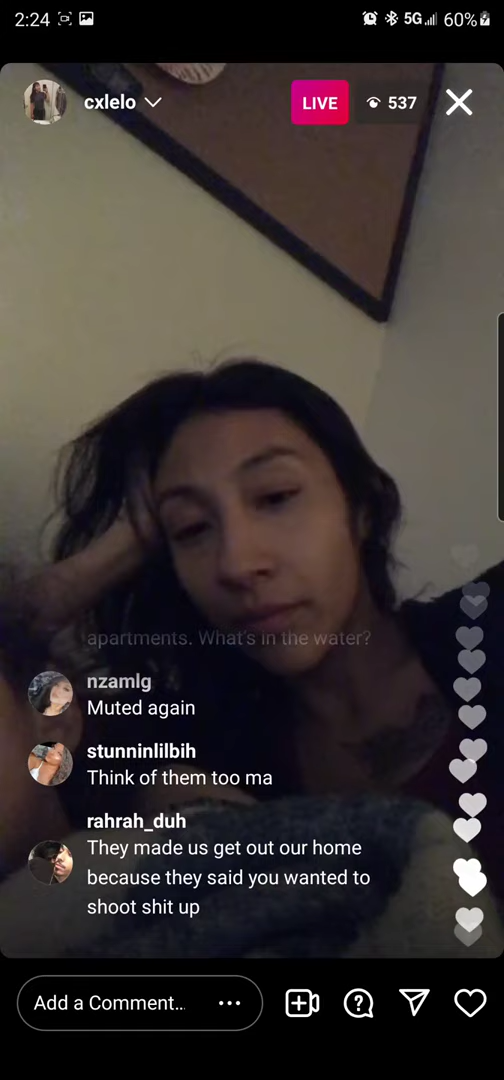 2:24 5G 60%
cxlelo LIVE 537
apartments. What's in the water?
nzamlg
Muted again
stunninlilbih
Think of them too ma
rahrah_duh
They made us get out our home
because they said you wanted to
shoot shit up
Add a Comment...